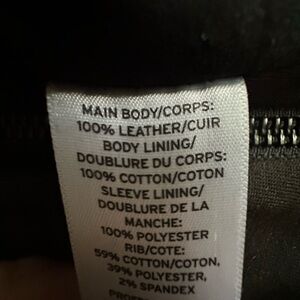 MAIN BODY/CORPS:
100% LEATHER/CUIR
BODY LINING/
DOUBLURE DU CORPS:
100% COTTON/COTON
SLEEVE LINING/
DOUBLURE DE LA
MANCHE:
100% POLYESTER
RIB/COTE:
59% COTTON/COTON,
39% POLYESTER,
2% SPANDEX